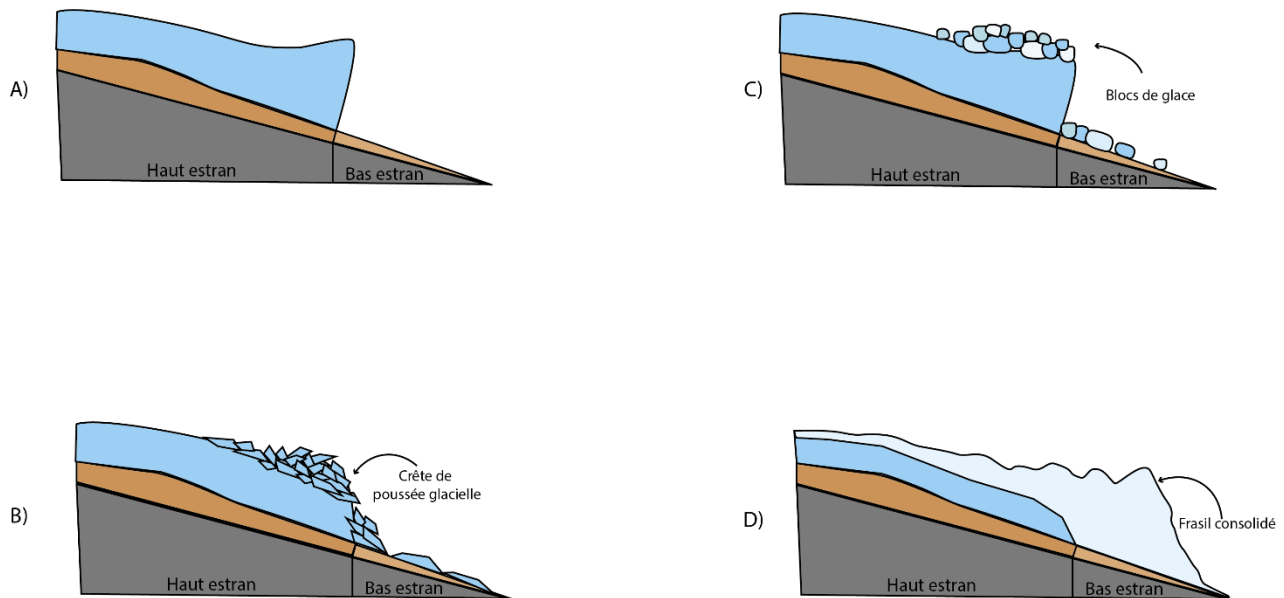 A)
Haut estran
Bas estran
C)
Blocs de glace
Haut estran
Bas estran
B)
Crête de
poussée glacielle
Haut estran
Bas estran
D)
Frasil consolidé
Haut estran
Bas estran